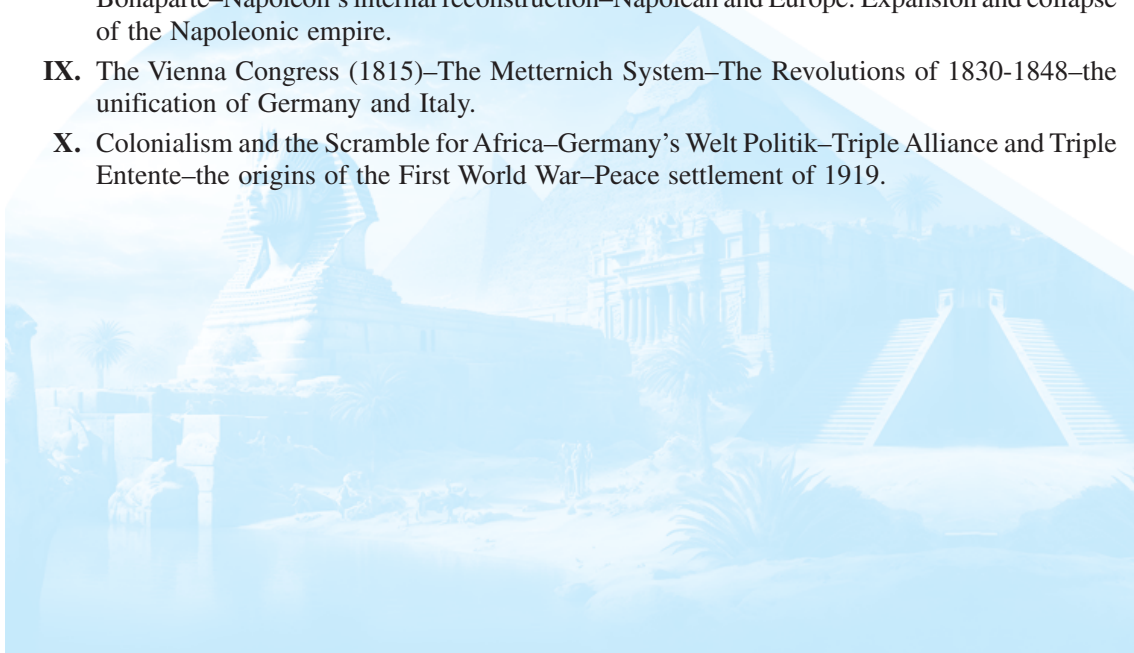 Bonaparte–Napoleon's internal reconstruction–Napolean and Europe: Expansion and collapse
of the Napoleonic empire.
IX. The Vienna Congress (1815)–The Metternich System–The Revolutions of 1830-1848–the
unification of Germany and Italy.
X. Colonialism and the Scramble for Africa–Germany's Welt Politik–Triple Alliance and Triple
Entente–the origins of the First World War–Peace settlement of 1919.